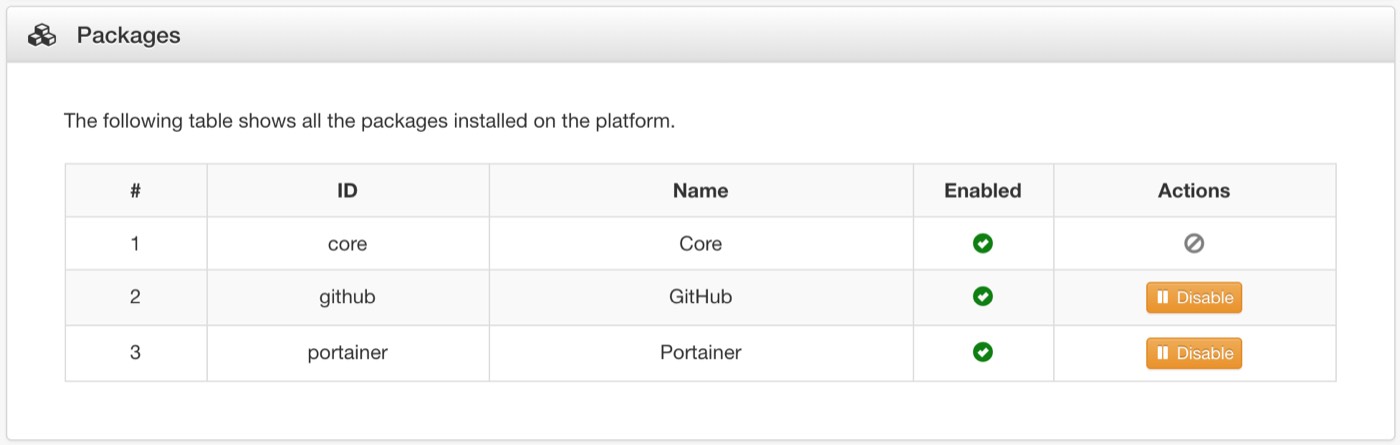 Packages
The following table shows all the packages installed on the platform.
# ID Name Enabled Actions
1 core Core
2 github GitHub Disable
3 portainer Portainer Disable